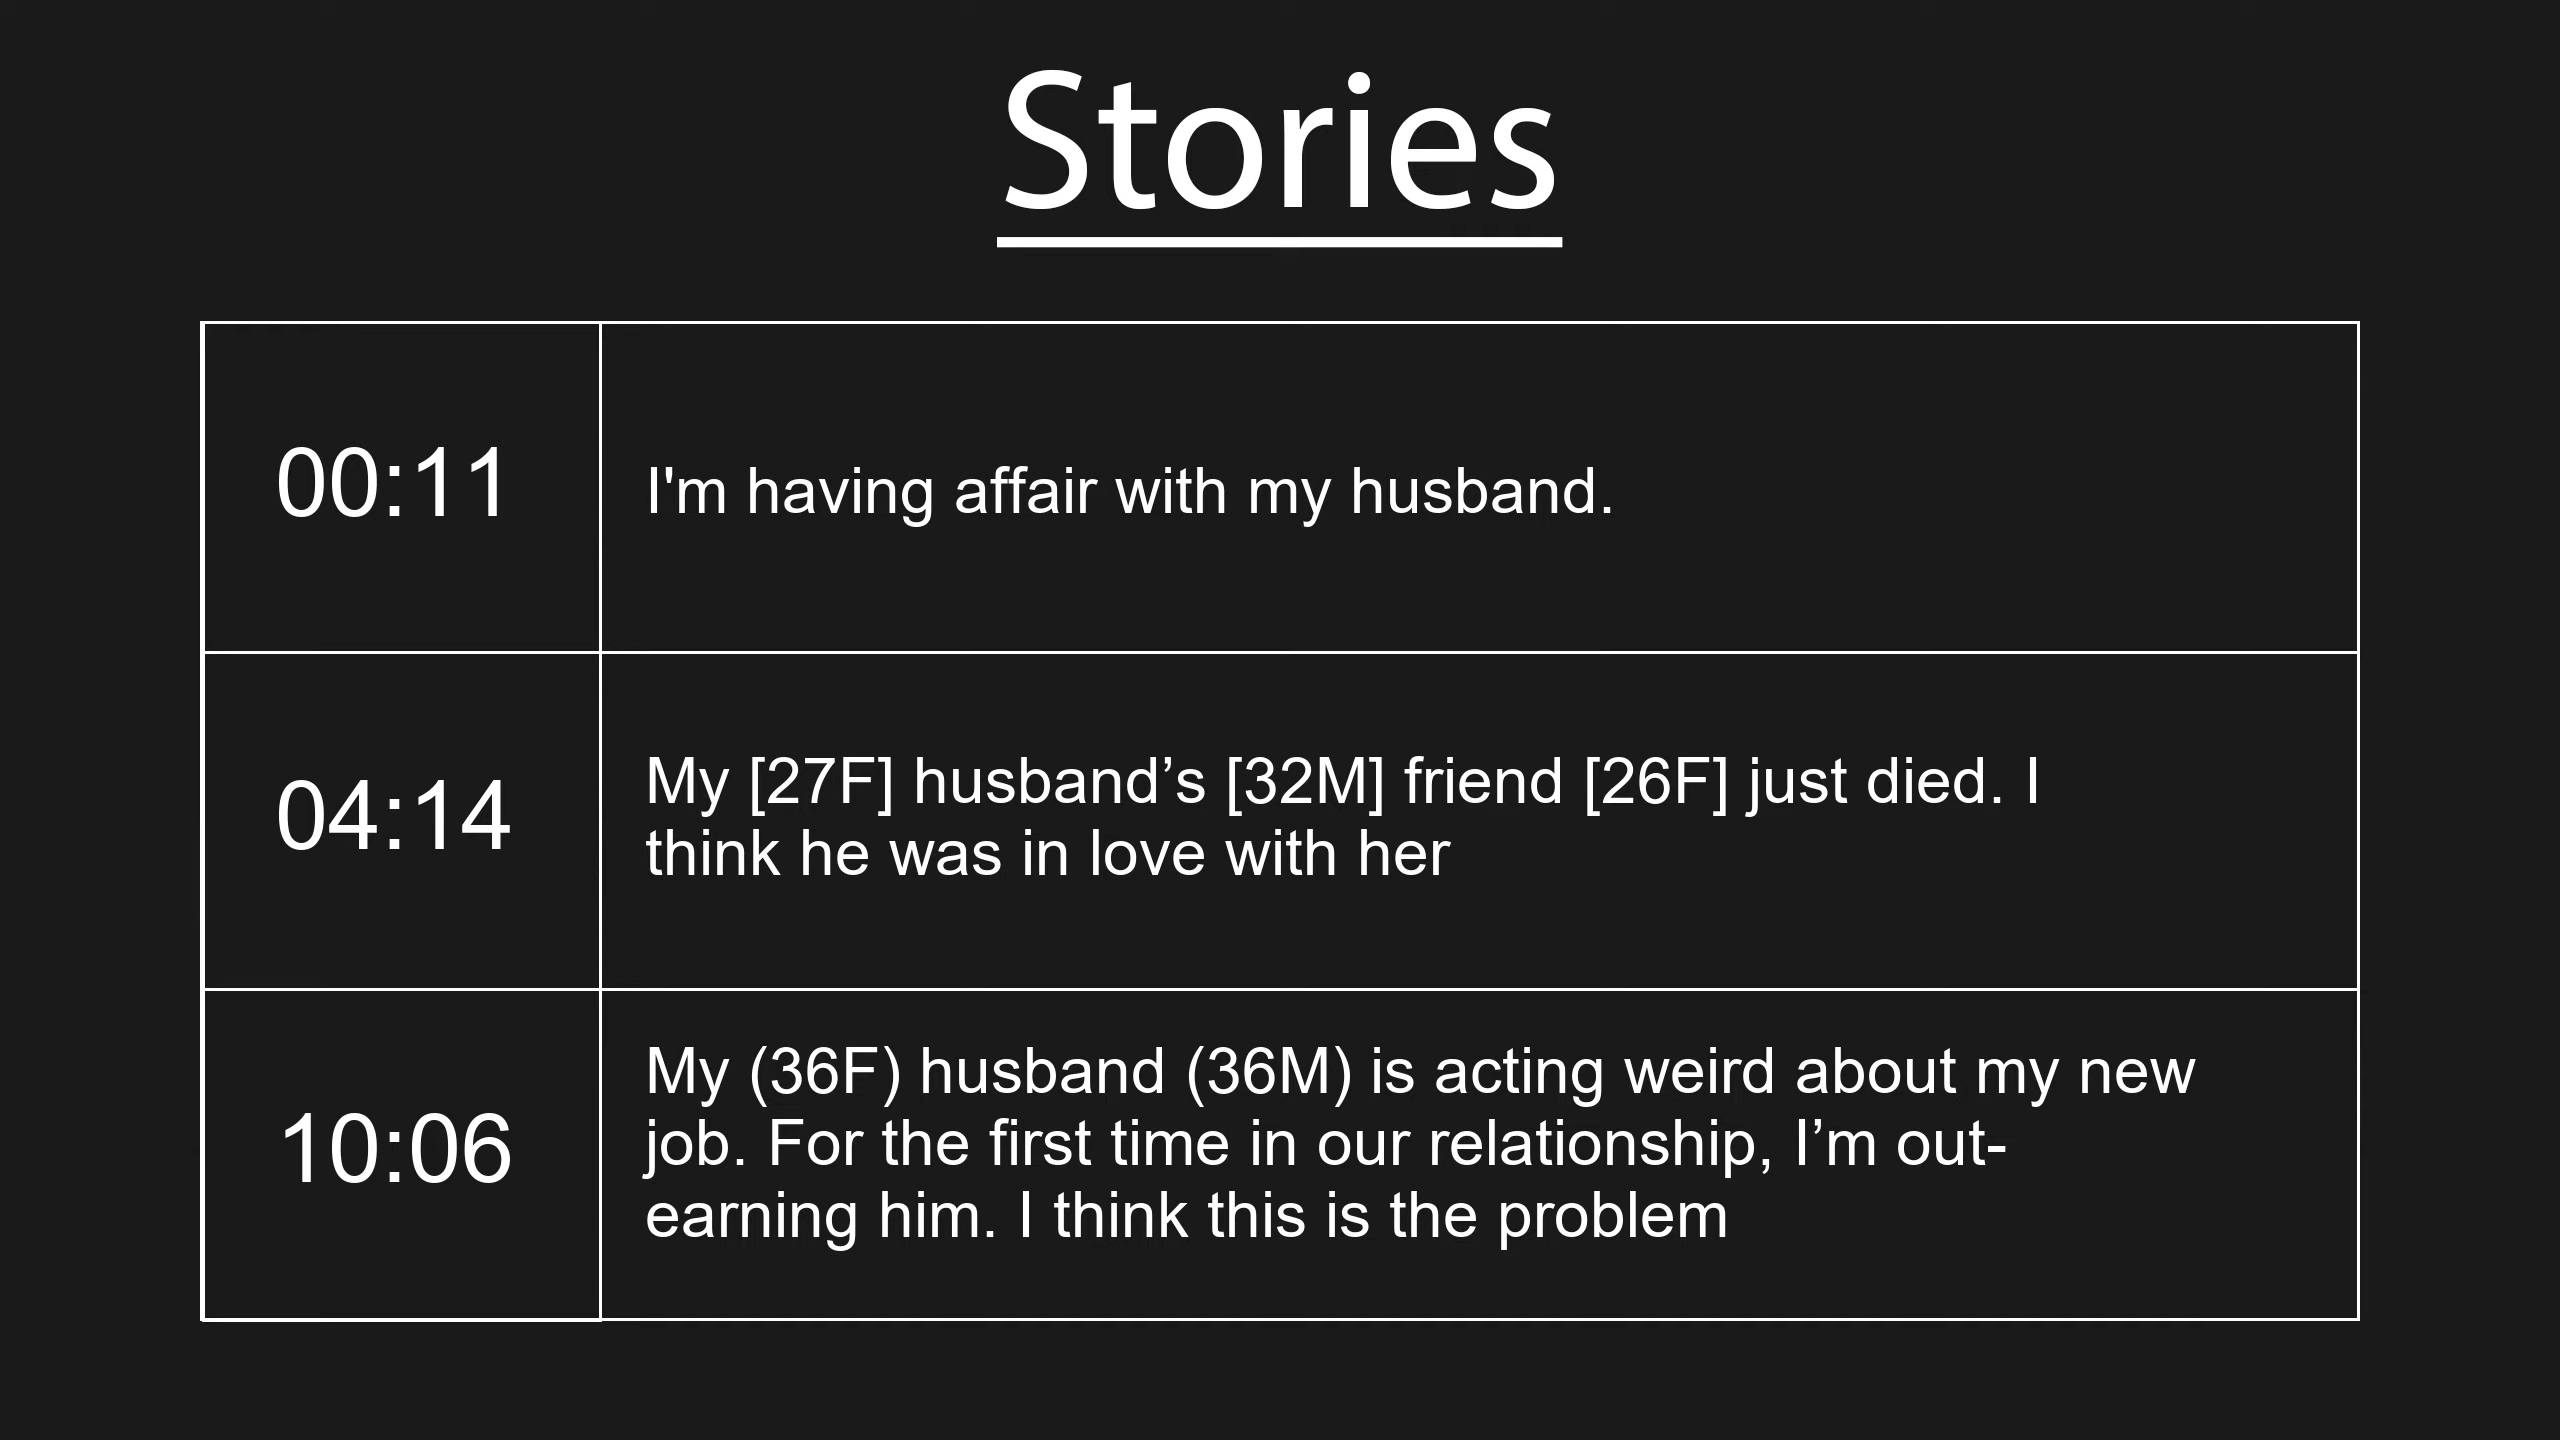 Stories
00:11
I'm having affair with my husband.
04:14
My [27F] husband’s [32M] friend [26F] just died. I
think he was in love with her
10:06
My (36F) husband (36M) is acting weird about my new
job. For the first time in our relationship, I’m out-
earning him. I think this is the problem